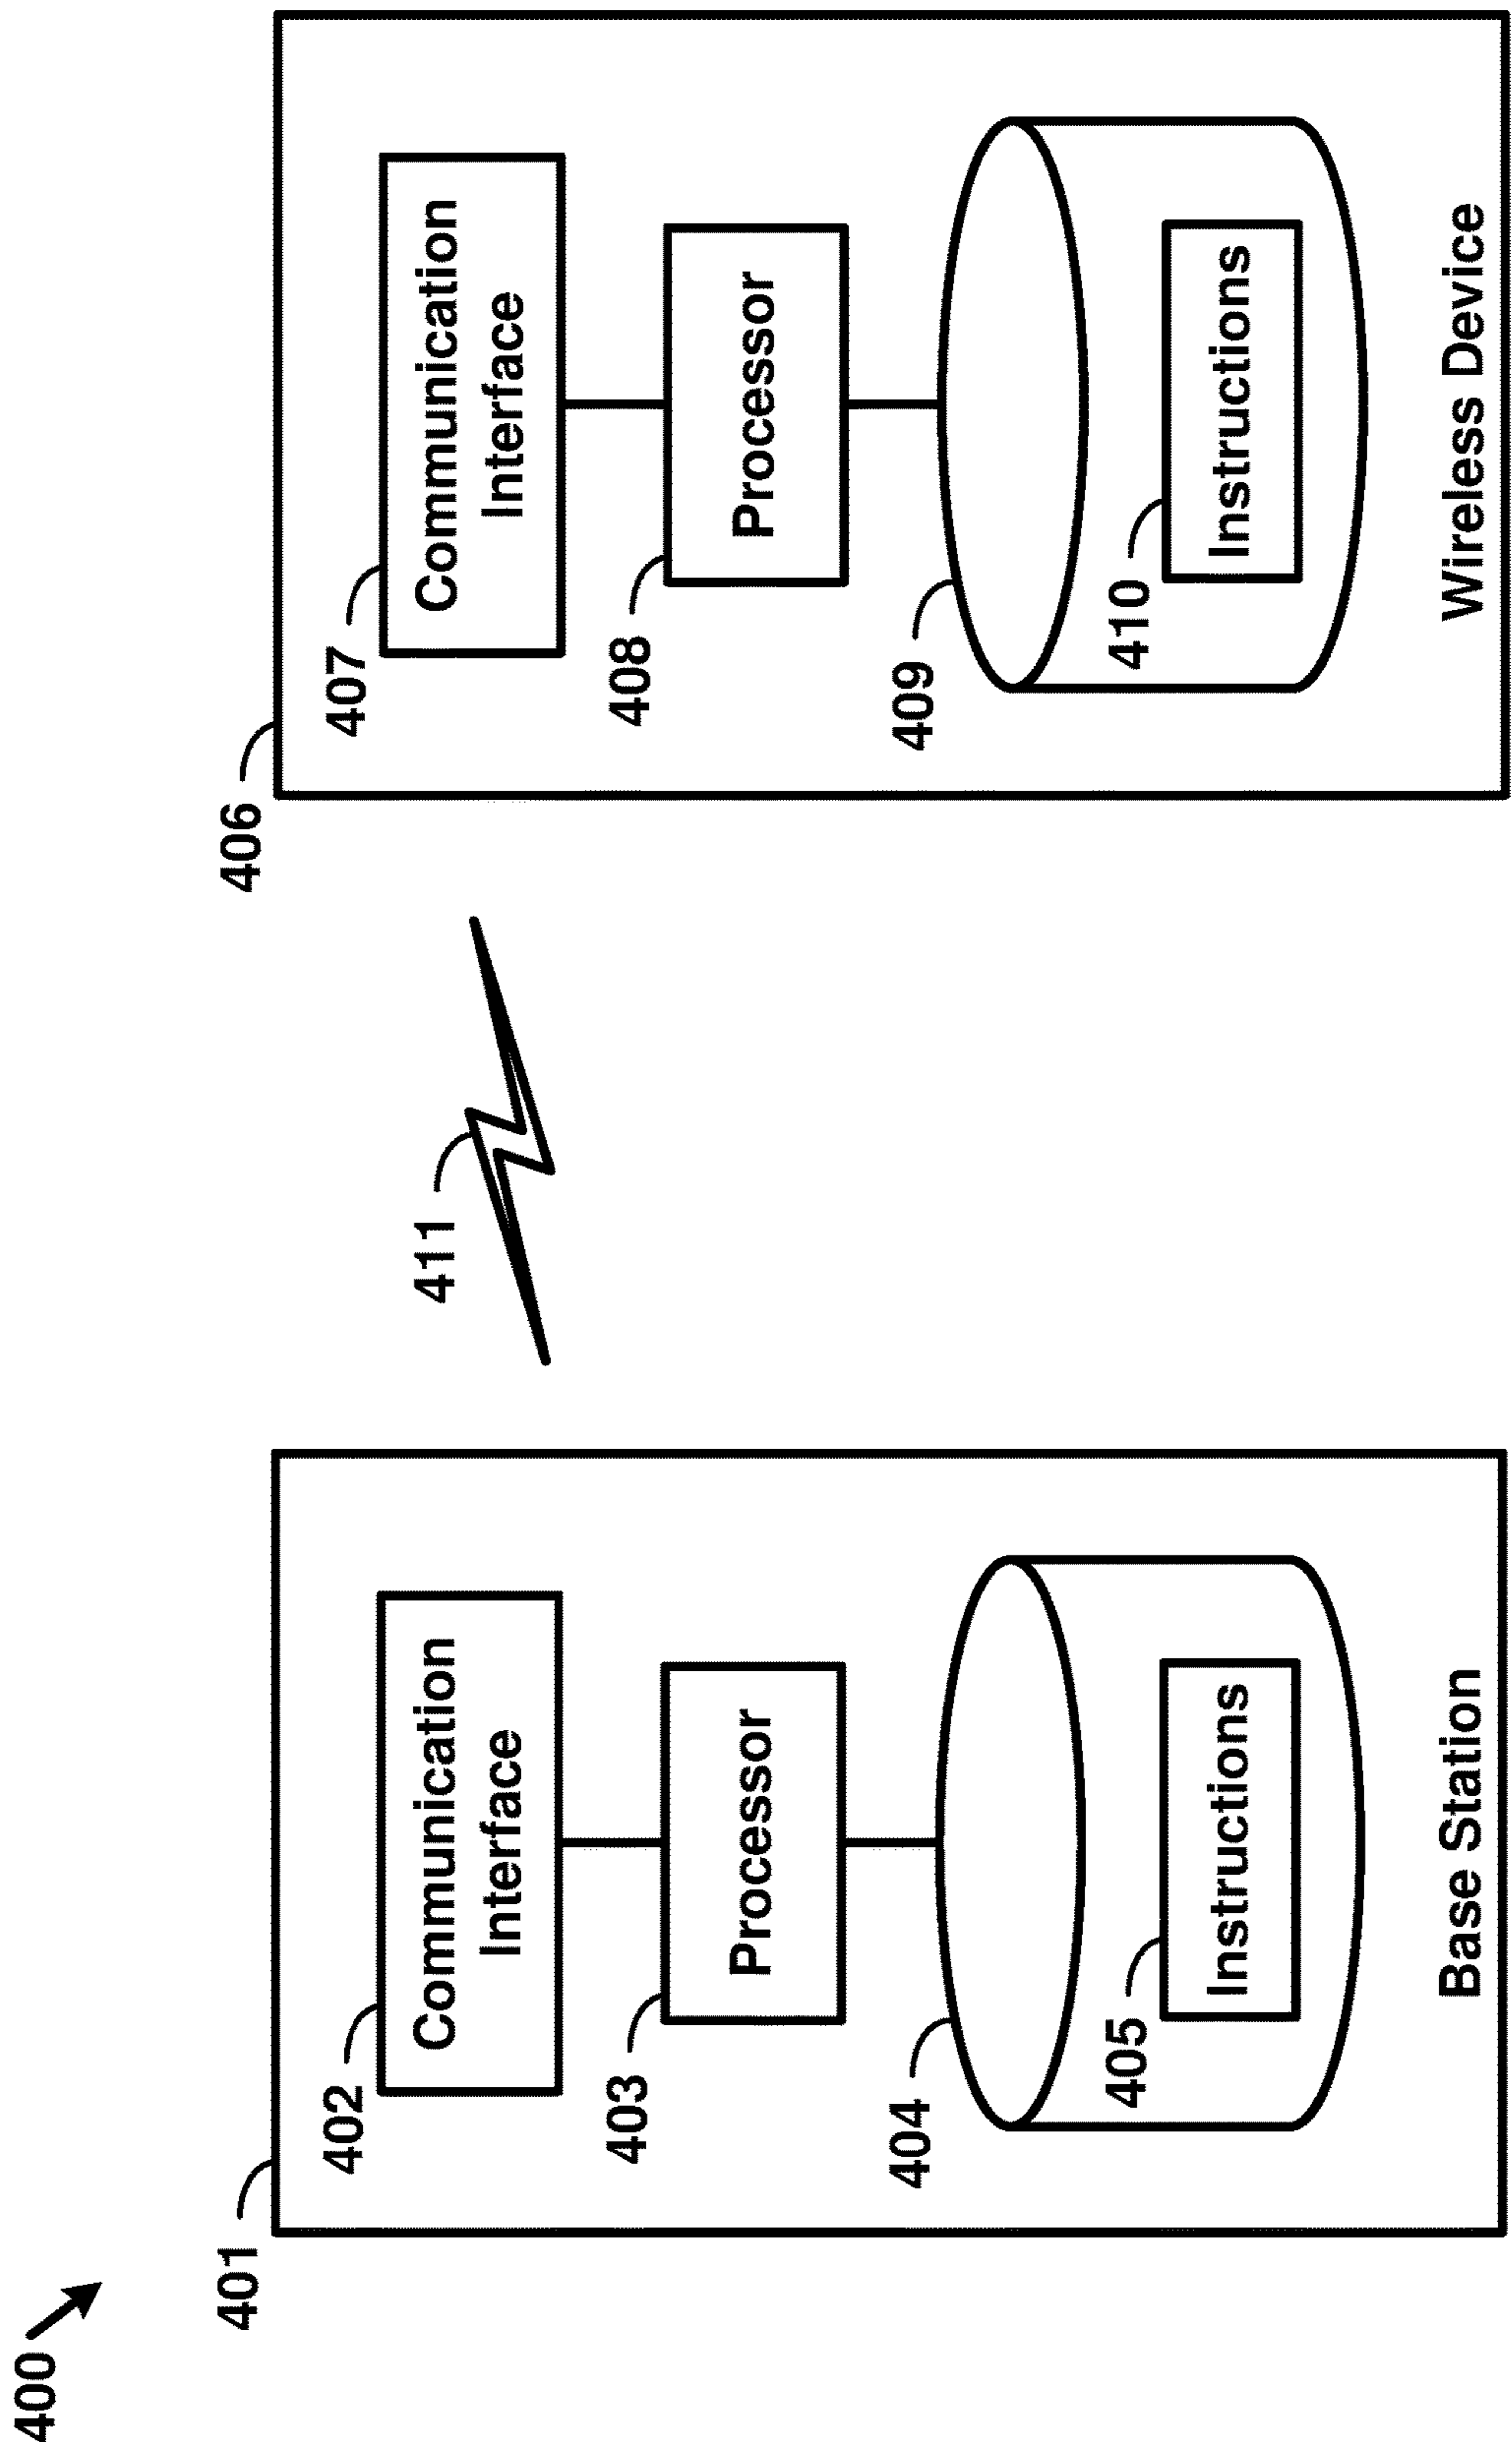 400
401
402
Communication
Interface
403
Processor
404
405
Instructions
Base Station
411
406
407
Communication
Interface
408
Processor
409
410
Instructions
Wireless Device